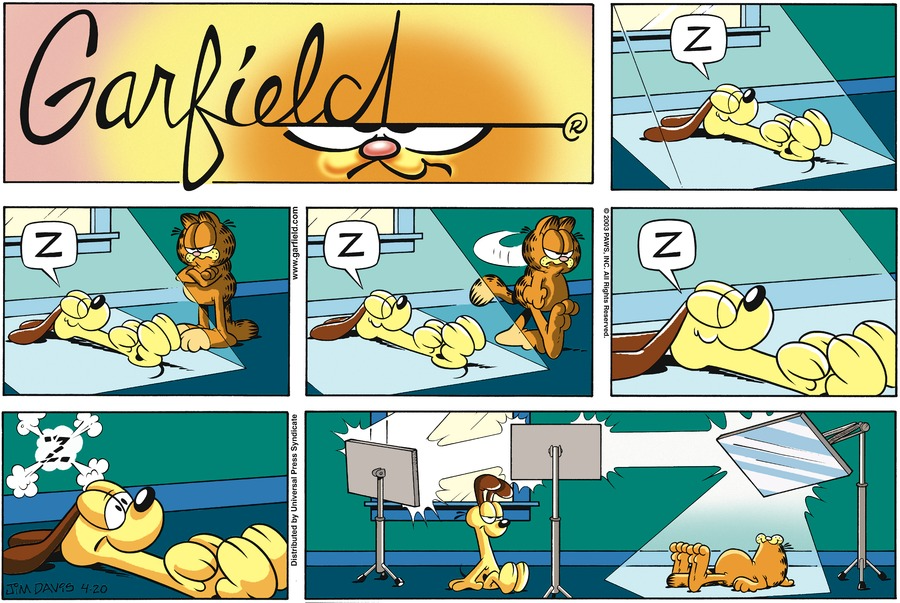 Garfield
®
Z
Z
www.garfield.com
Z
© 2003 PAWS, INC. All Rights Reserved.
Z
Z
JIM DAVIS 4-20
Distributed by Universal Press Syndicate